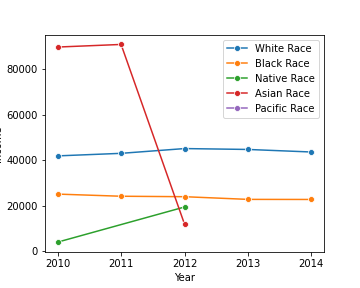 White Race
Black Race
Native Race
Asian Race
Pacific Race
80000
60000
40000
20000
0
2010 2011 2012 2013 2014
Year